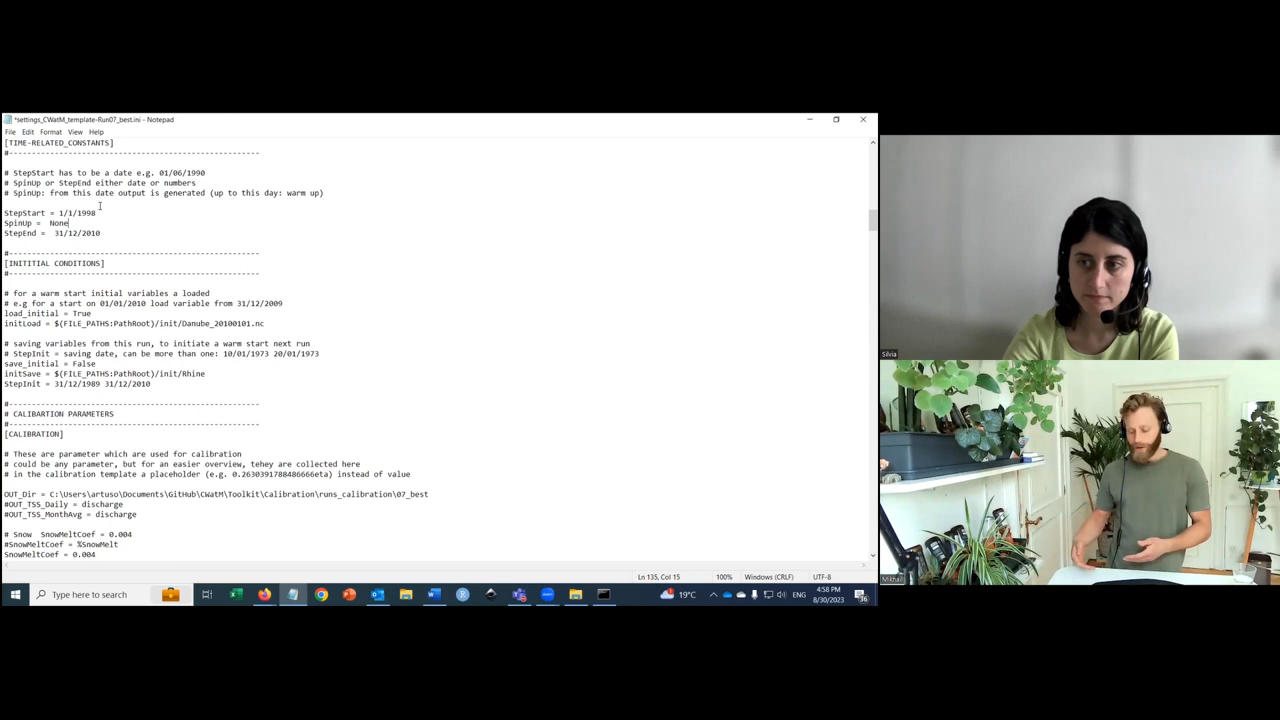 *settings_CWatM_template-Run07_best.ini - Notepad
File Edit Format View Help
[TIME-RELATED_CONSTANTS]
#-------------------------------------------------------
# StepStart has to be a date e.g. 01/06/1990
# SpinUp or StepEnd either date or numbers
# SpinUp: from this date output is generated (up to this day: warm up)
StepStart = 1/1/1998
SpinUp =  None
StepEnd =  31/12/2010
#-------------------------------------------------------
[INITITIAL CONDITIONS]
#-------------------------------------------------------
# for a warm start initial variables a loaded
# e.g for a start on 01/01/2010 load variable from 31/12/2009
load_initial = True
initLoad = $(FILE_PATHS:PathRoot)/init/Danube_20100101.nc
# saving variables from this run, to initiate a warm start next run
# StepInit = saving date, can be more than one: 10/01/1973 20/01/1973
save_initial = False
initSave = $(FILE_PATHS:PathRoot)/init/Rhine
StepInit = 31/12/1989 31/12/2010
#-------------------------------------------------------
# CALIBARTION PARAMETERS
#-------------------------------------------------------
[CALIBRATION]
# These are parameter which are used for calibration
# could be any parameter, but for an easier overview, tehey are collected here
# in the calibration template a placeholder (e.g. 0.2630391788486666eta) instead of value
OUT_Dir = C:\Users\artuso\Documents\GitHub\CWatM\Toolkit\Calibration\runs_calibration\07_best
#OUT_TSS_Daily = discharge
#OUT_TSS_MonthAvg = discharge
# Snow  SnowMeltCoef = 0.004
#SnowMeltCoef = %SnowMelt
SnowMeltCoef = 0.004
Ln 135, Col 15 100% Windows (CRLF) UTF-8
Type here to search
19°C
ENG
4:58 PM
8/30/2023
36
Silvia
Mikhail